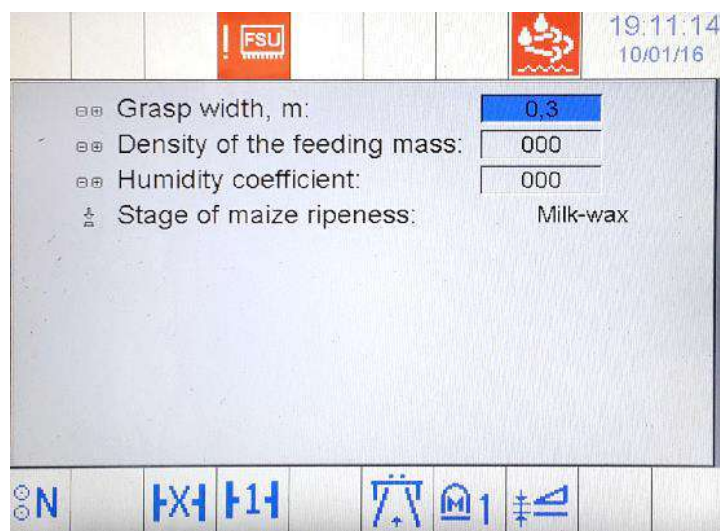 ! FSU
19:11:14
10/01/16
Grasp width, m: 0,3
Density of the feeding mass: 000
Humidity coefficient: 000
Stage of maize ripeness: Milk-wax
N X 1 M 1